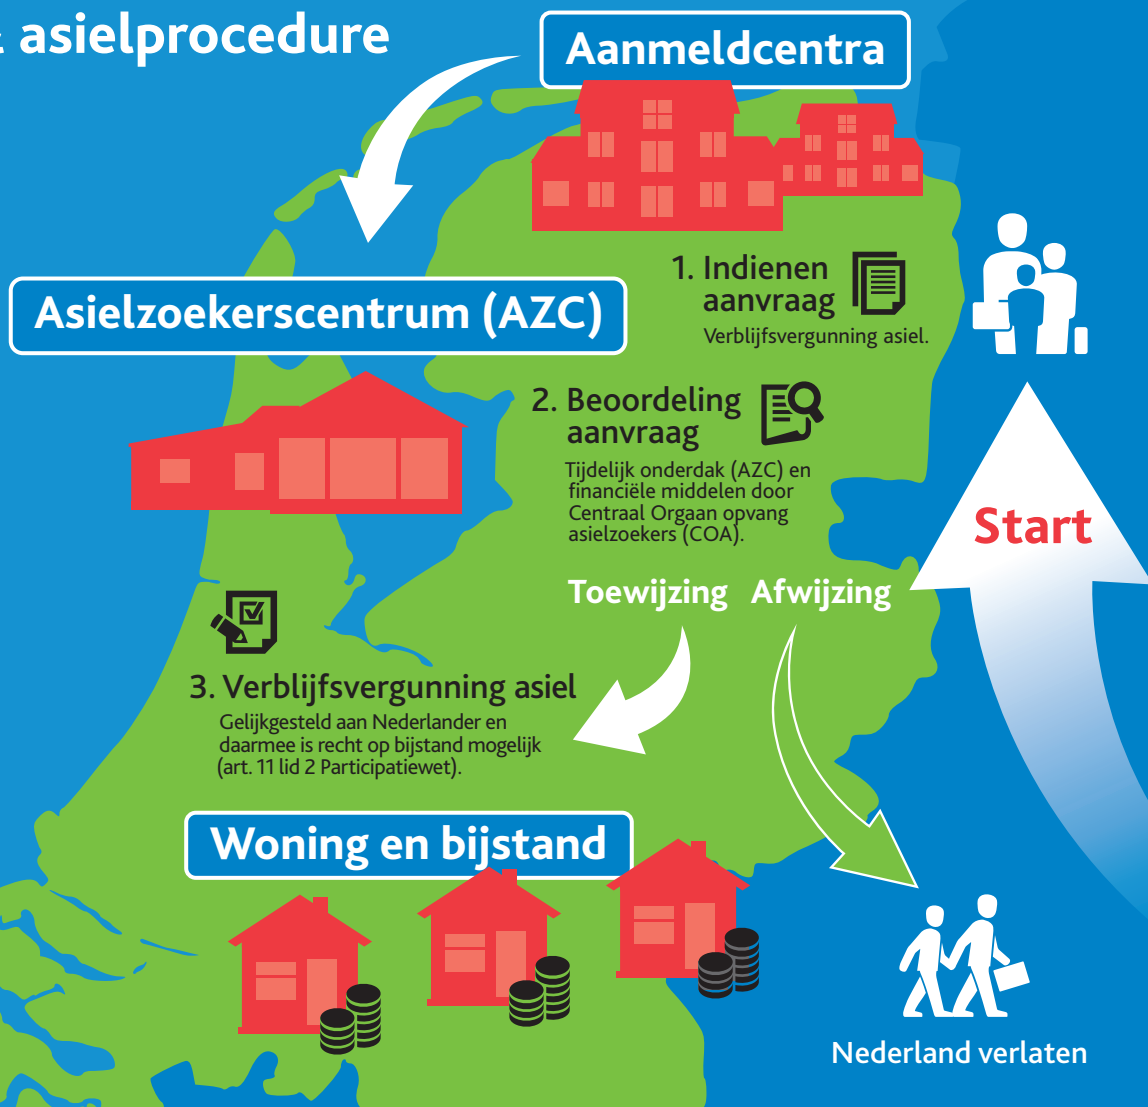 & asielprocedure
Aanmeldcentra
1. Indienen
aanvraag
Verblijfsvergunning asiel.
Asielzoekerscentrum (AZC)
2. Beoordeling
aanvraag
Tijdelijk onderdak (AZC) en
financiële middelen door
Centraal Orgaan opvang
asielzoekers (COA).
Start
Toewijzing Afwijzing
3. Verblijfsvergunning asiel
Gelijkgesteld aan Nederlander en
daarmee is recht op bijstand mogelijk
(art. 11 lid 2 Participatiewet).
Woning en bijstand
Nederland verlaten